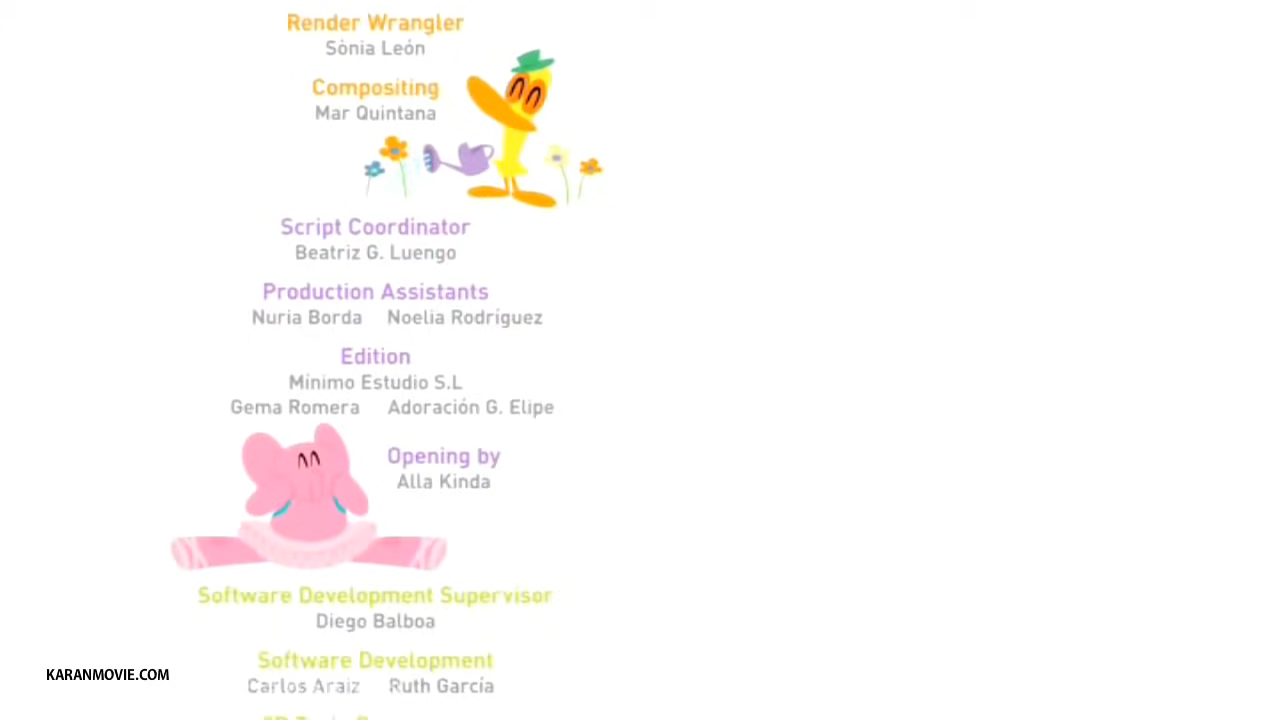 Render Wrangler
Sònia León
Compositing
Mar Quintana
Script Coordinator
Beatriz G. Luengo
Production Assistants
Nuria Borda Noelia Rodríguez
Edition
Mínimo Estudio S.L
Gema Romera Adoración G. Elipe
Opening by
Alla Kinda
Software Development Supervisor
Diego Balboa
Software Development
Carlos Araiz Ruth García
KARANMOVIE.COM